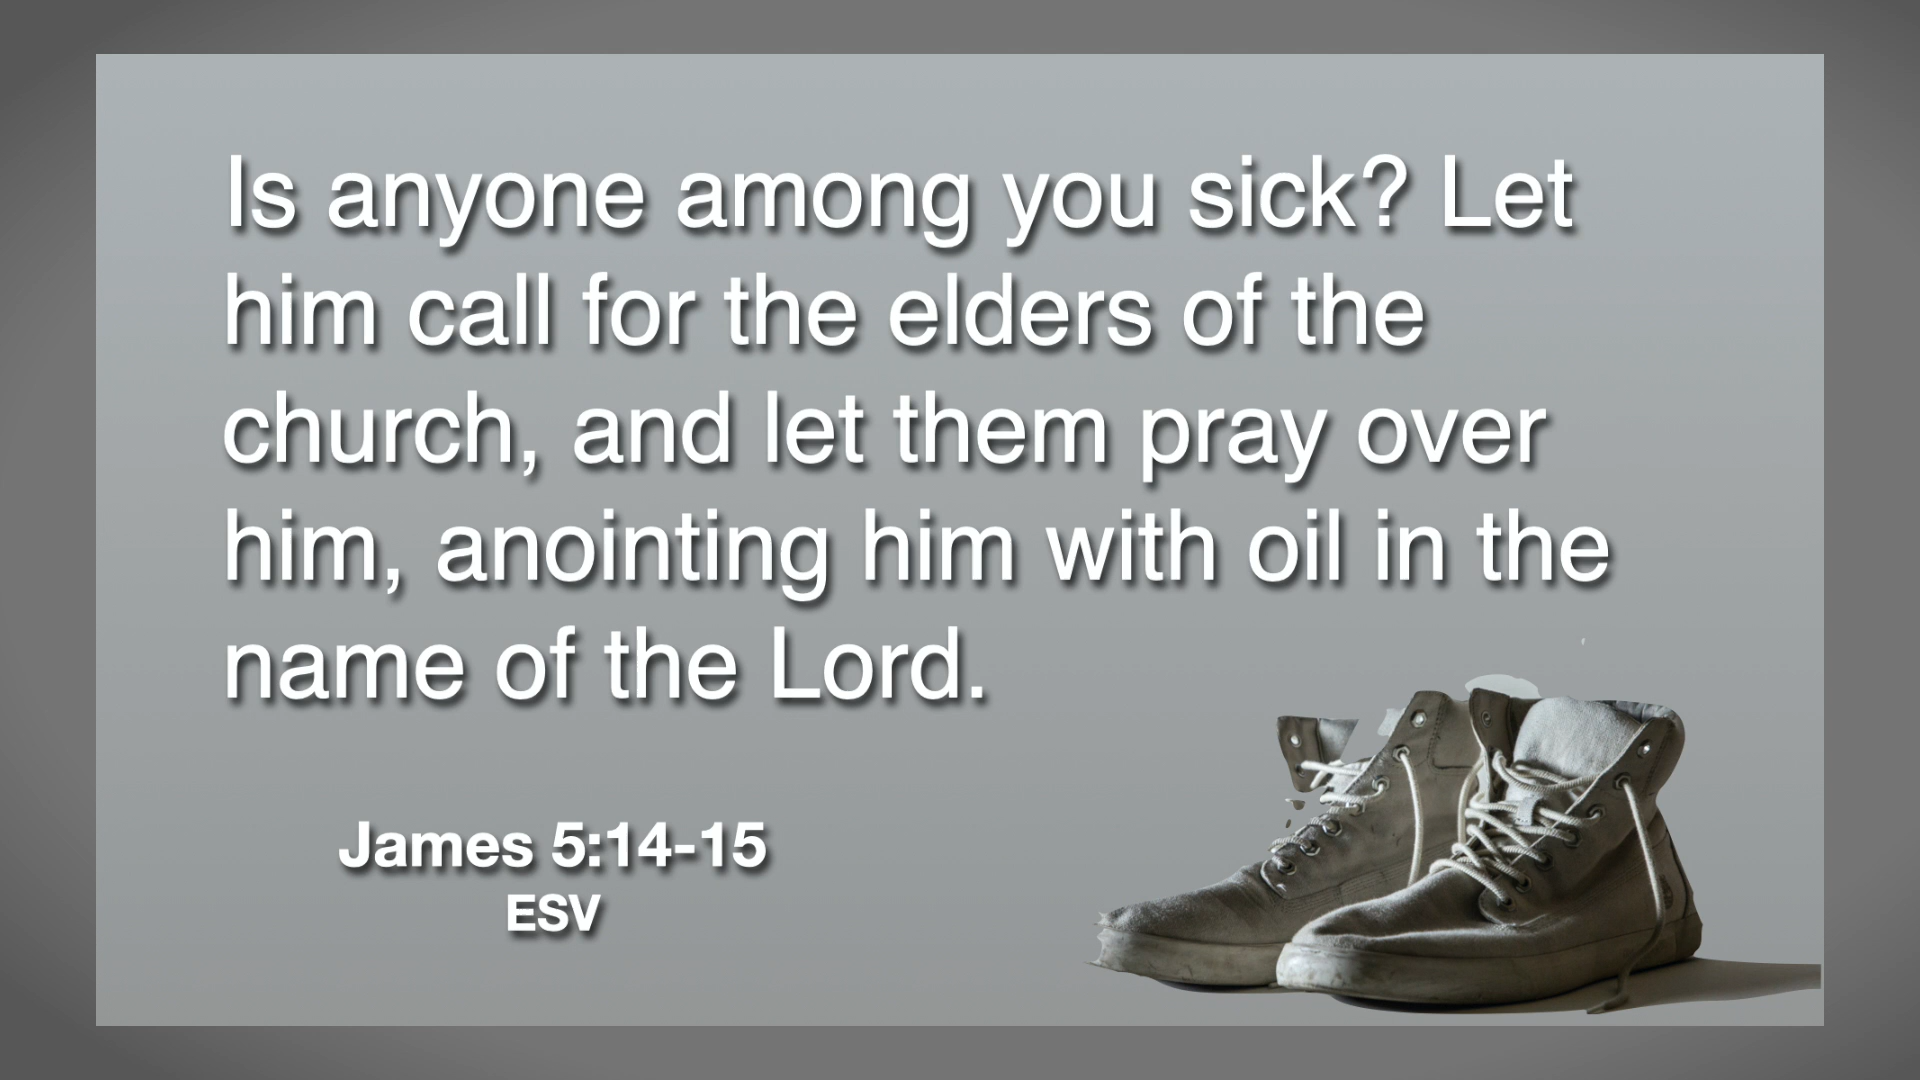 Is anyone among you sick? Let
him call for the elders of the
church, and let them pray over
him, anointing him with oil in the
name of the Lord.
James 5:14-15
ESV